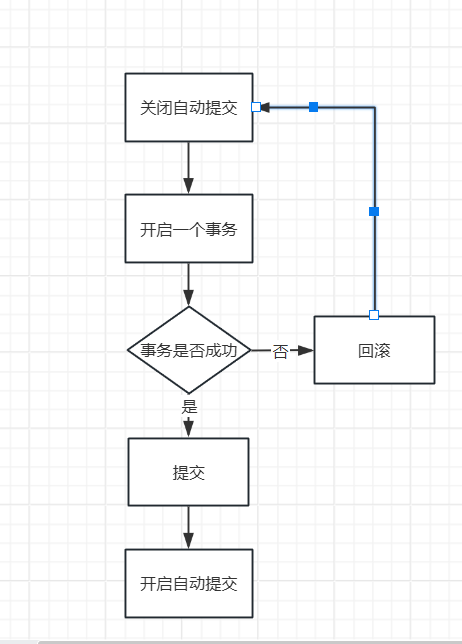 关闭自动提交
开启一个事务
事务是否成功
否
回滚
是
提交
开启自动提交